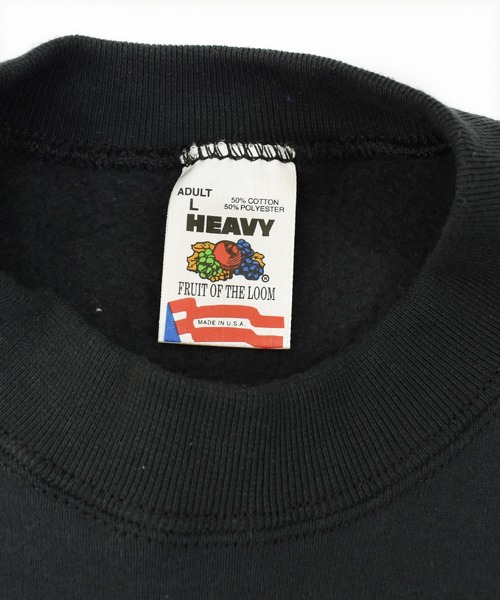 ADULT
L
50% COTTON
50% POLYESTER
HEAVY
®
FRUIT OF THE LOOM
MADE IN U.S.A.